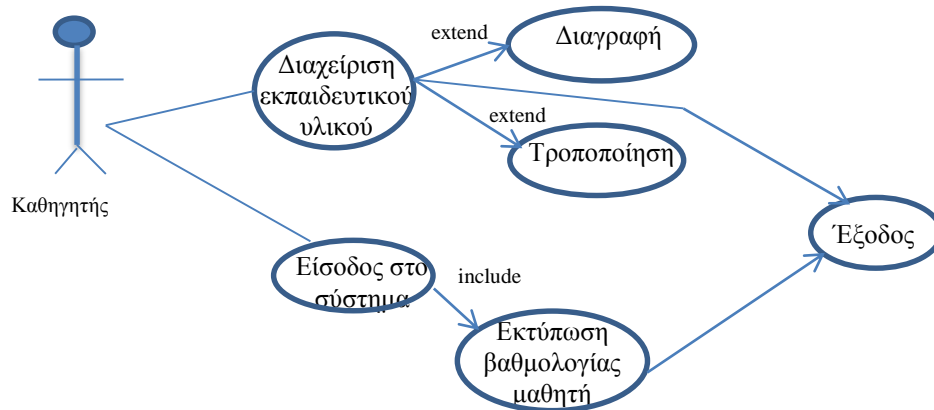 extend
Διαγραφή
Διαχείριση
εκπαιδευτικού
υλικού
extend
Τροποποίηση
Καθηγητής
Έξοδος
Είσοδος στο
σύστημα
include
Εκτύπωση
βαθμολογίας
μαθητή